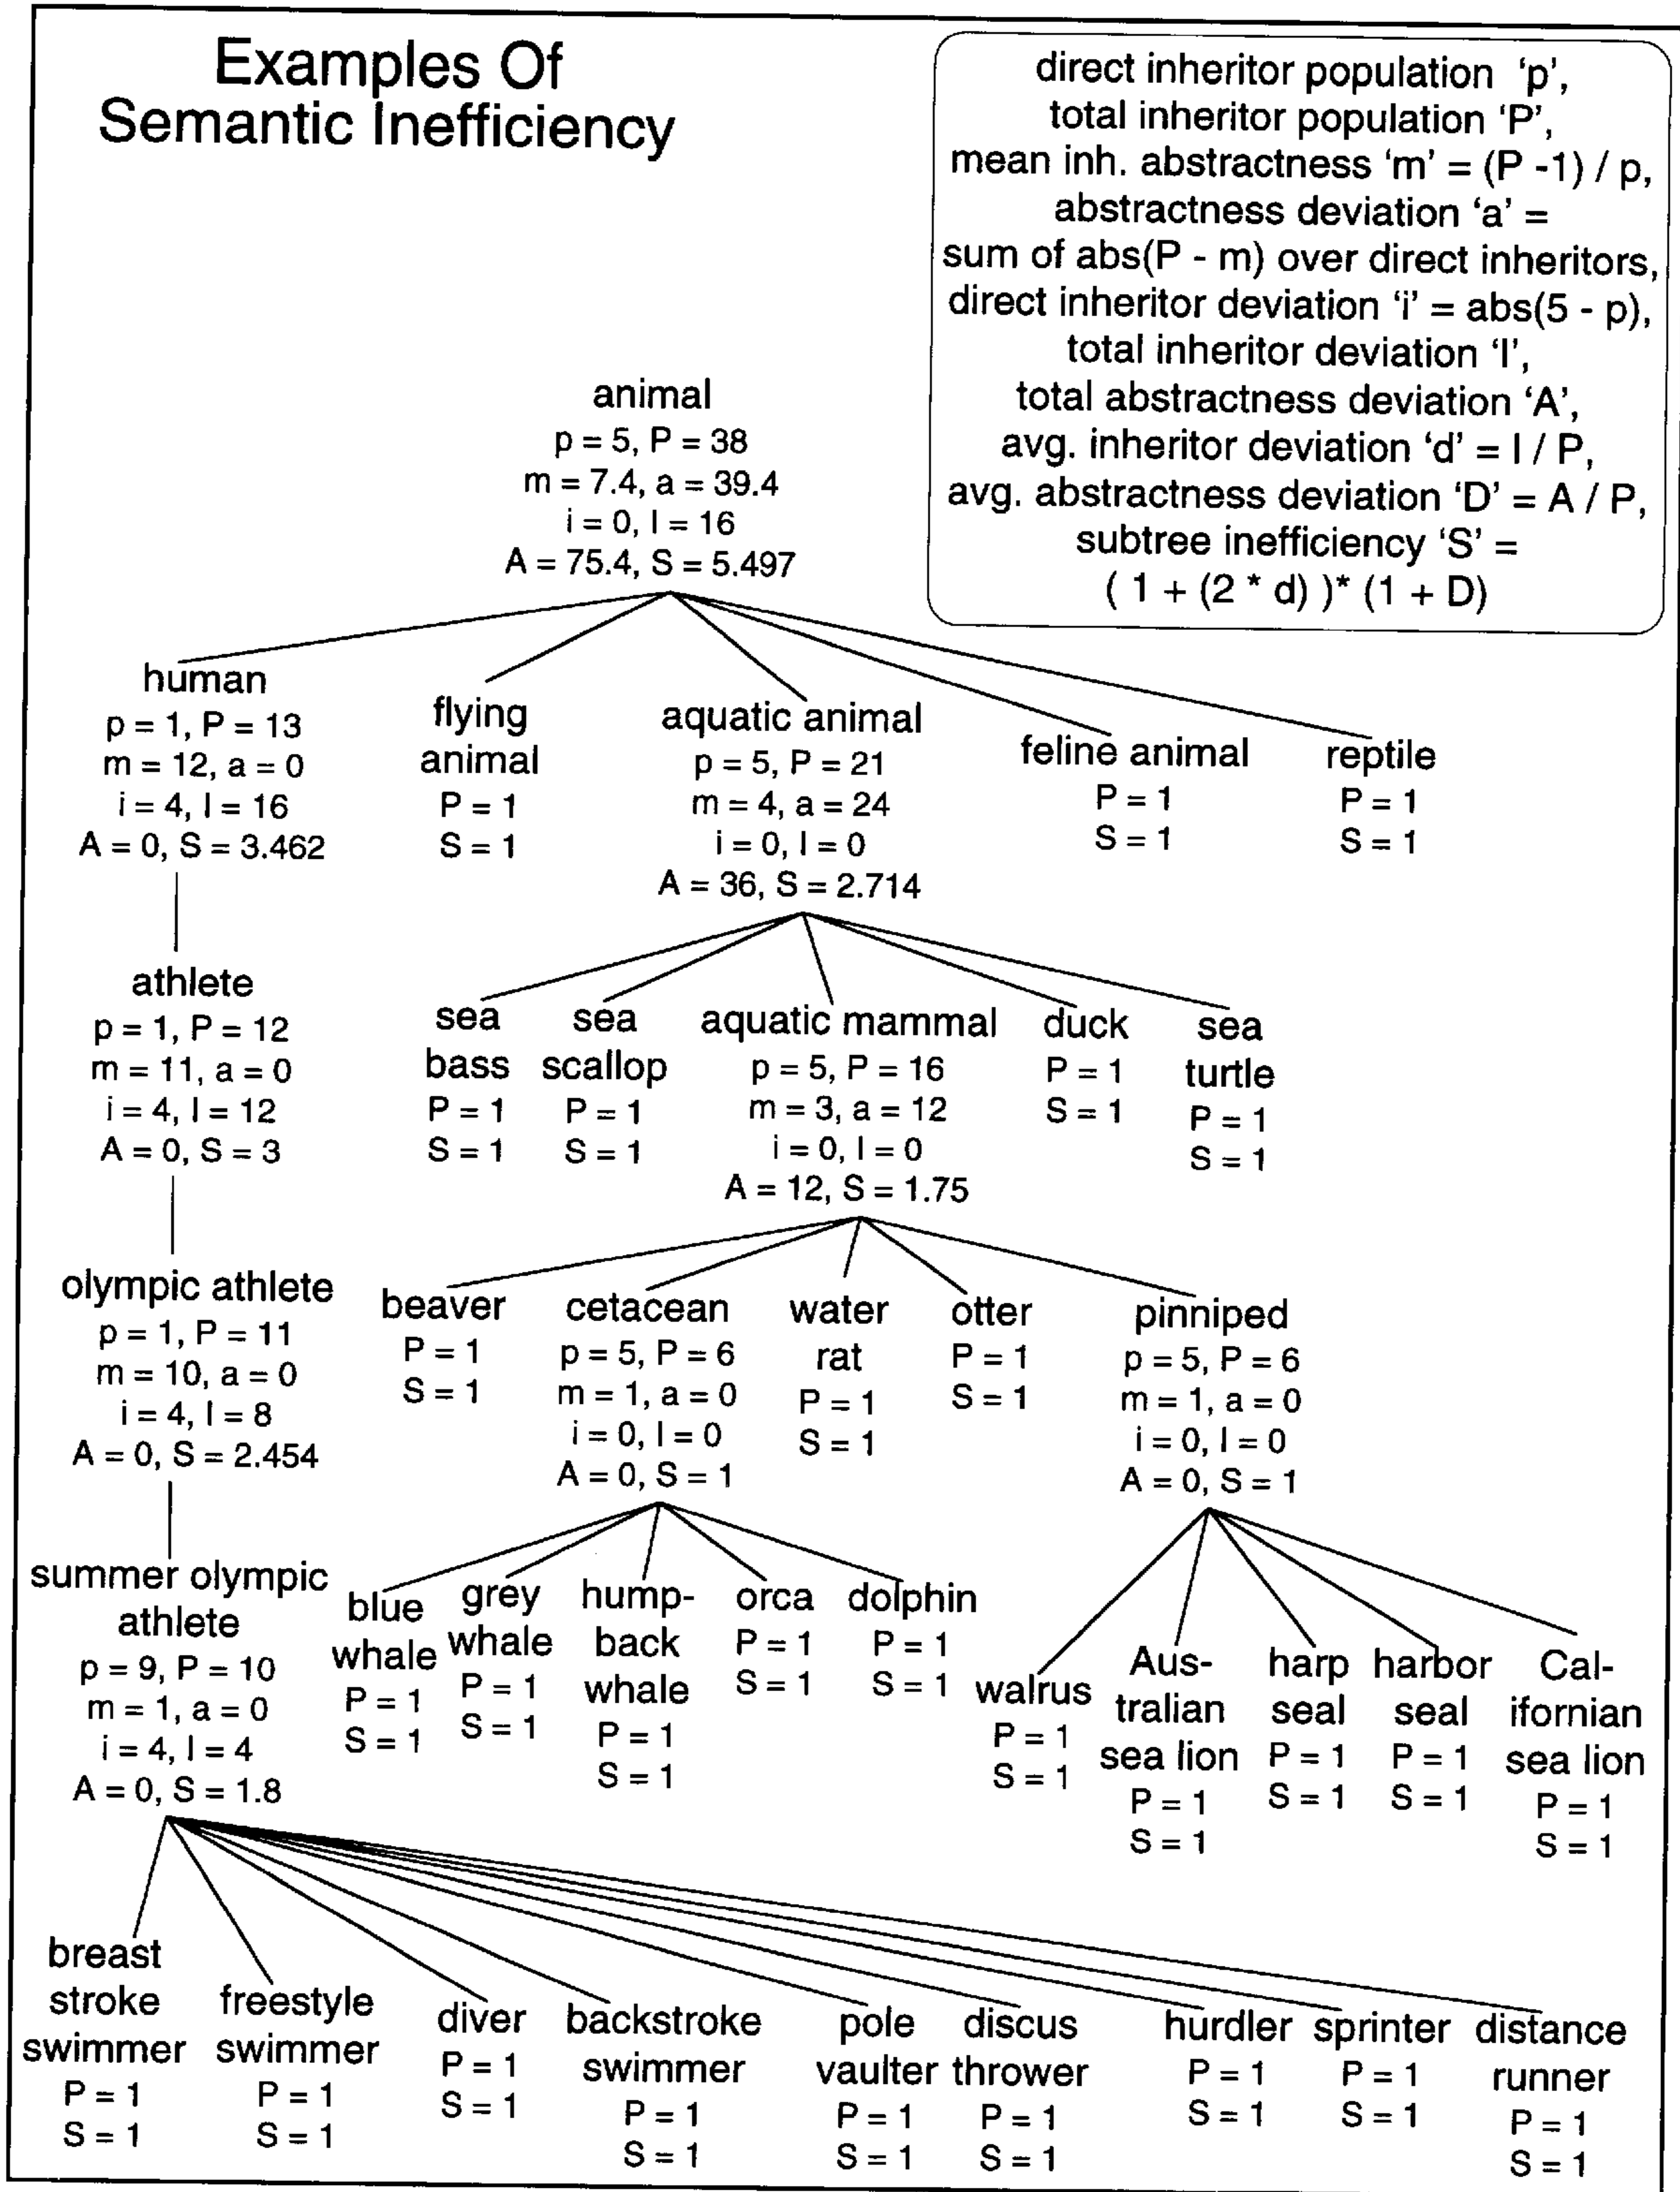 Examples Of
Semantic Inefficiency
direct inheritor population 'p',
total inheritor population 'P',
mean inh. abstractness 'm' = (P -1) / p,
abstractness deviation 'a' =
sum of abs(P - m) over direct inheritors,
direct inheritor deviation 'i' = abs(5 - p),
total inheritor deviation 'I',
total abstractness deviation 'A',
avg. inheritor deviation 'd' = I / P,
avg. abstractness deviation 'D' = A / P,
subtree inefficiency 'S' =
( 1 + (2 * d) )* (1 + D)
animal
p = 5, P = 38
m = 7.4, a = 39.4
i = 0, I = 16
A = 75.4, S = 5.497
human
p = 1, P = 13
m = 12, a = 0
i = 4, I = 16
A = 0, S = 3.462
flying
animal
P = 1
S = 1
aquatic animal
p = 5, P = 21
m = 4, a = 24
i = 0, I = 0
A = 36, S = 2.714
feline animal
P = 1
S = 1
reptile
P = 1
S = 1
athlete
p = 1, P = 12
m = 11, a = 0
i = 4, I = 12
A = 0, S = 3
sea
bass
P = 1
S = 1
sea
scallop
P = 1
S = 1
aquatic mammal
p = 5, P = 16
m = 3, a = 12
i = 0, I = 0
A = 12, S = 1.75
duck
P = 1
S = 1
sea
turtle
P = 1
S = 1
olympic athlete
p = 1, P = 11
m = 10, a = 0
i = 4, I = 8
A = 0, S = 2.454
beaver
P = 1
S = 1
cetacean
p = 5, P = 6
m = 1, a = 0
i = 0, I = 0
A = 0, S = 1
water
rat
P = 1
S = 1
otter
P = 1
S = 1
pinniped
p = 5, P = 6
m = 1, a = 0
i = 0, I = 0
A = 0, S = 1
summer olympic
athlete
p = 9, P = 10
m = 1, a = 0
i = 4, I = 4
A = 0, S = 1.8
blue
whale
P = 1
S = 1
grey
whale
P = 1
S = 1
hump-
back
whale
P = 1
S = 1
orca
P = 1
S = 1
dolphin
P = 1
S = 1
walrus
P = 1
S = 1
Aus-
tralian
sea lion
P = 1
S = 1
harp
seal
P = 1
S = 1
harbor
seal
P = 1
S = 1
Cal-
ifornian
sea lion
P = 1
S = 1
breast
stroke
swimmer
P = 1
S = 1
freestyle
swimmer
P = 1
S = 1
diver
P = 1
S = 1
backstroke
swimmer
P = 1
S = 1
pole
vaulter
P = 1
S = 1
discus
thrower
P = 1
S = 1
hurdler
P = 1
S = 1
sprinter
P = 1
S = 1
distance
runner
P = 1
S = 1